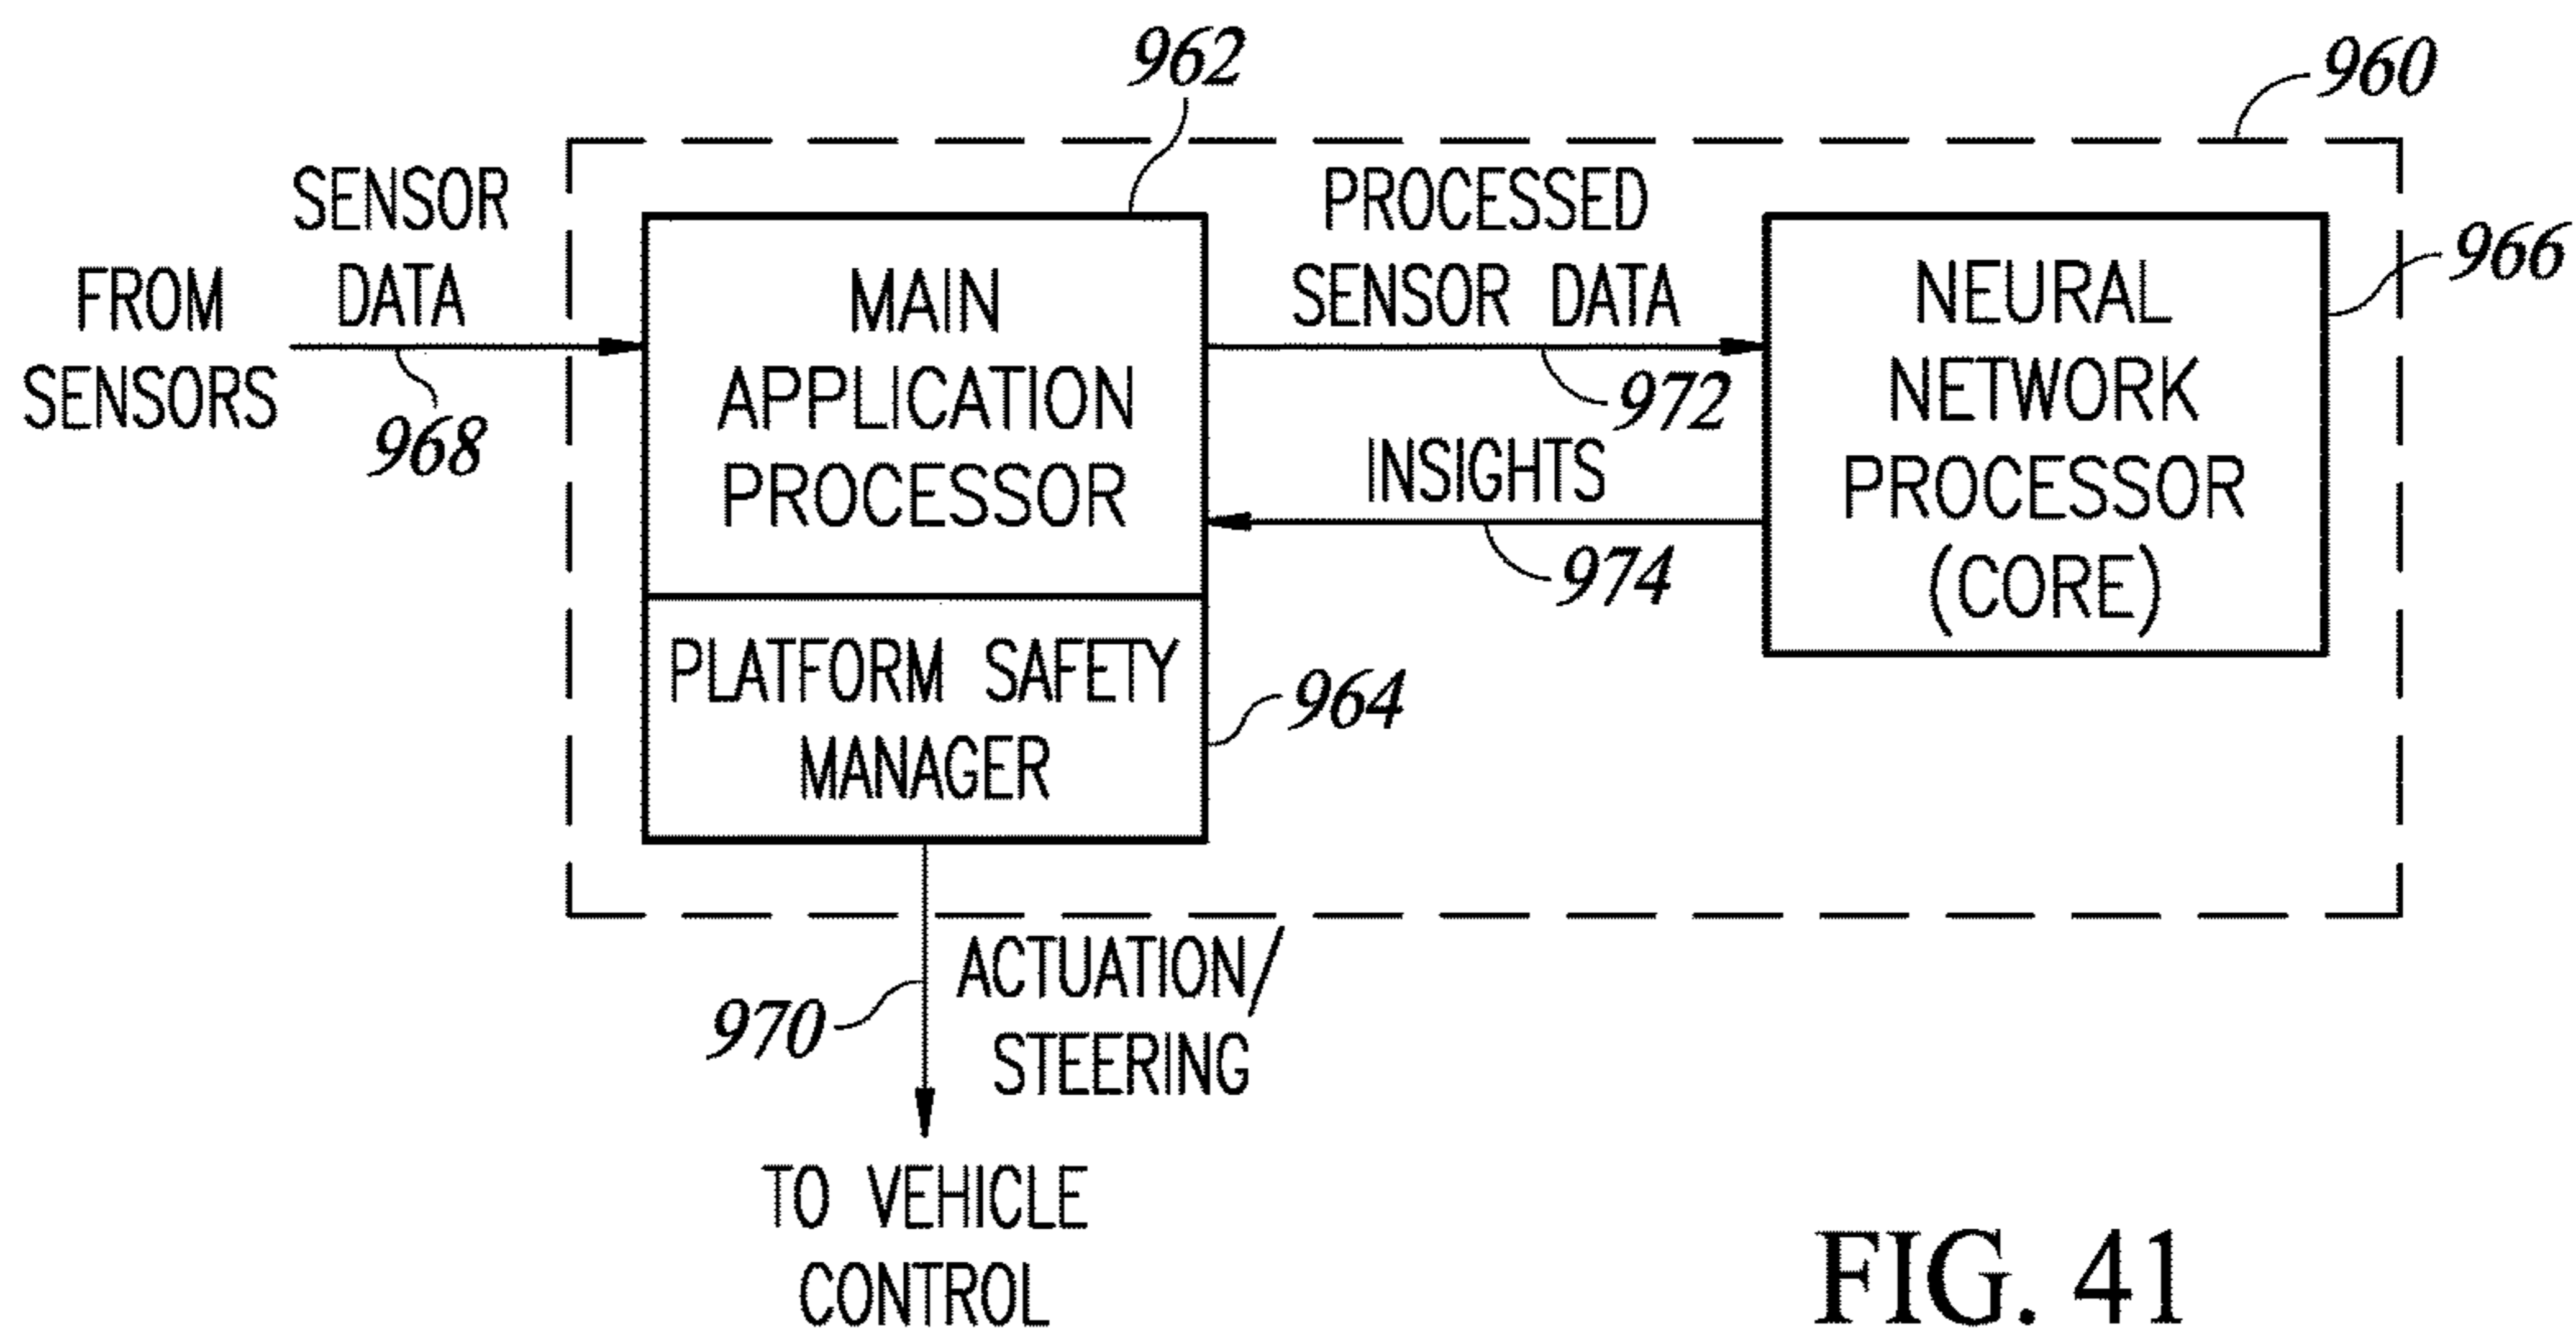 962
960
SENSOR
DATA
FROM
SENSORS
968
MAIN
APPLICATION
PROCESSOR
PROCESSED
SENSOR DATA
972
INSIGHTS
974
NEURAL
NETWORK
PROCESSOR
(CORE)
966
PLATFORM SAFETY
MANAGER
964
970
ACTUATION/
STEERING
TO VEHICLE
CONTROL
FIG. 41